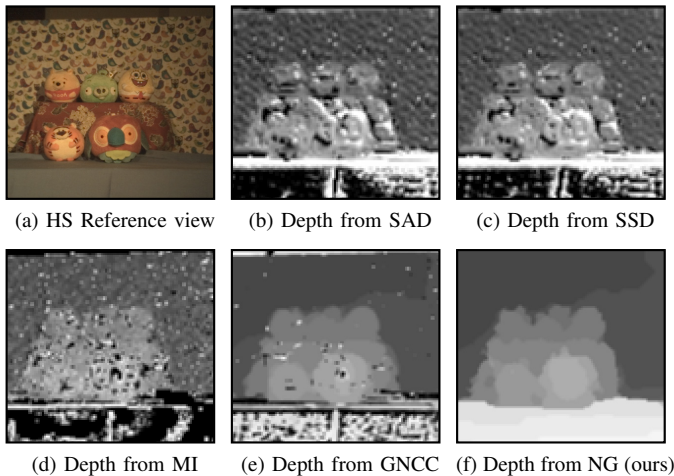 (a) HS Reference view
(b) Depth from SAD
(c) Depth from SSD
(d) Depth from MI
(e) Depth from GNCC
(f) Depth from NG (ours)